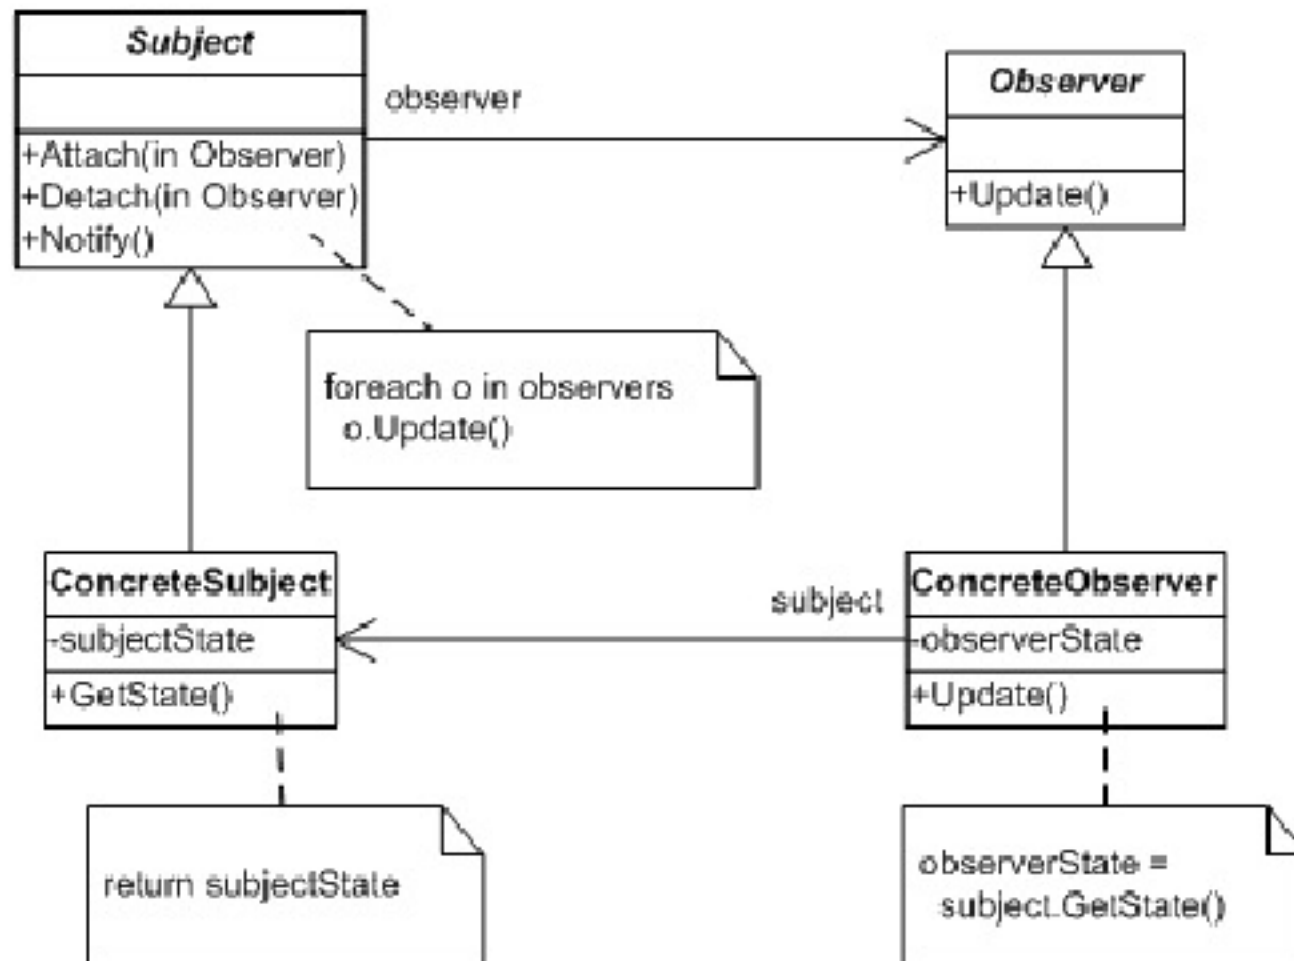 Subject
+Attach(in Observer)
+Detach(in Observer)
+Notify()
observer
Observer
+Update()
foreach o in observers
o.Update()
ConcreteSubject
-subjectState
+GetState()
subject
ConcreteObserver
-observerState
+Update()
return subjectState
observerState =
subject.GetState()